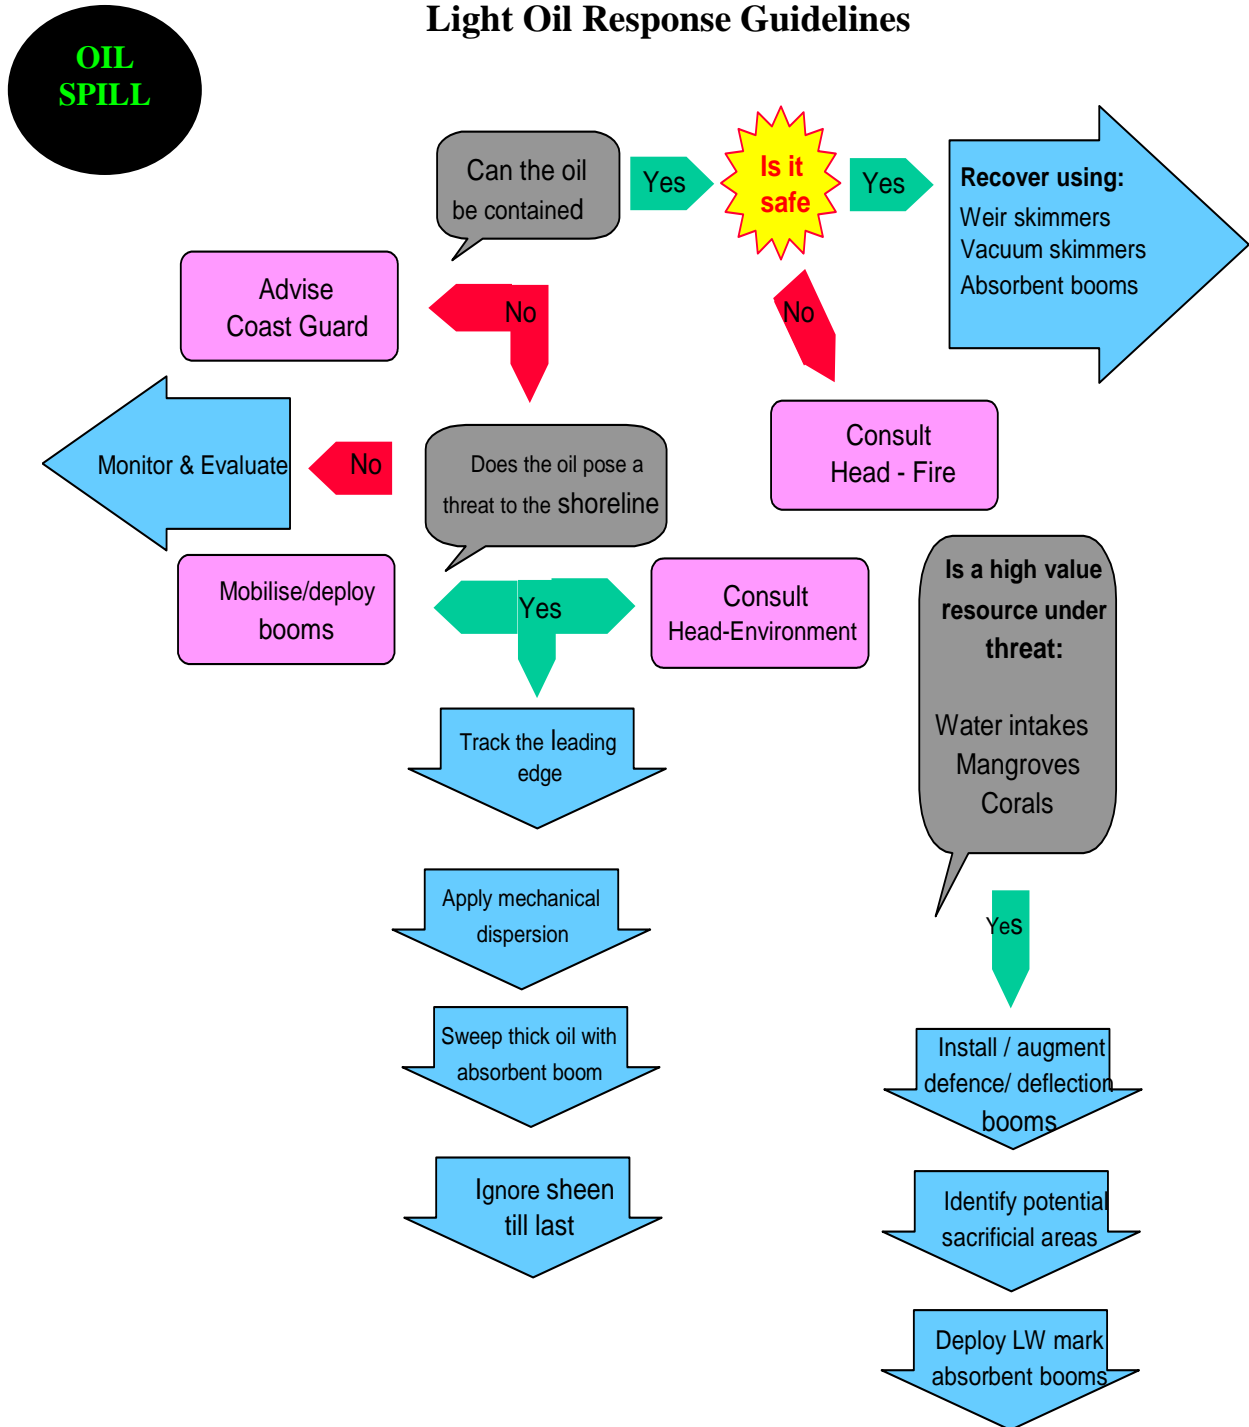 Light Oil Response Guidelines
OIL
SPILL
Can the oil
be contained
Yes
Is it
safe
Yes
Recover using:
Weir skimmers
Vacuum skimmers
Absorbent booms
Advise
Coast Guard
No
No
Consult
Head - Fire
Monitor & Evaluate
No
Does the oil pose a
threat to the shoreline
Mobilise/deploy
booms
Yes
Consult
Head-Environment
Is a high value
resource under
threat:
Water intakes
Mangroves
Corals
Yes
Track the leading
edge
Apply mechanical
dispersion
Sweep thick oil with
absorbent boom
Ignore sheen
till last
Install / augment
defence/ deflection
booms
Identify potential
sacrificial areas
Deploy LW mark
absorbent booms